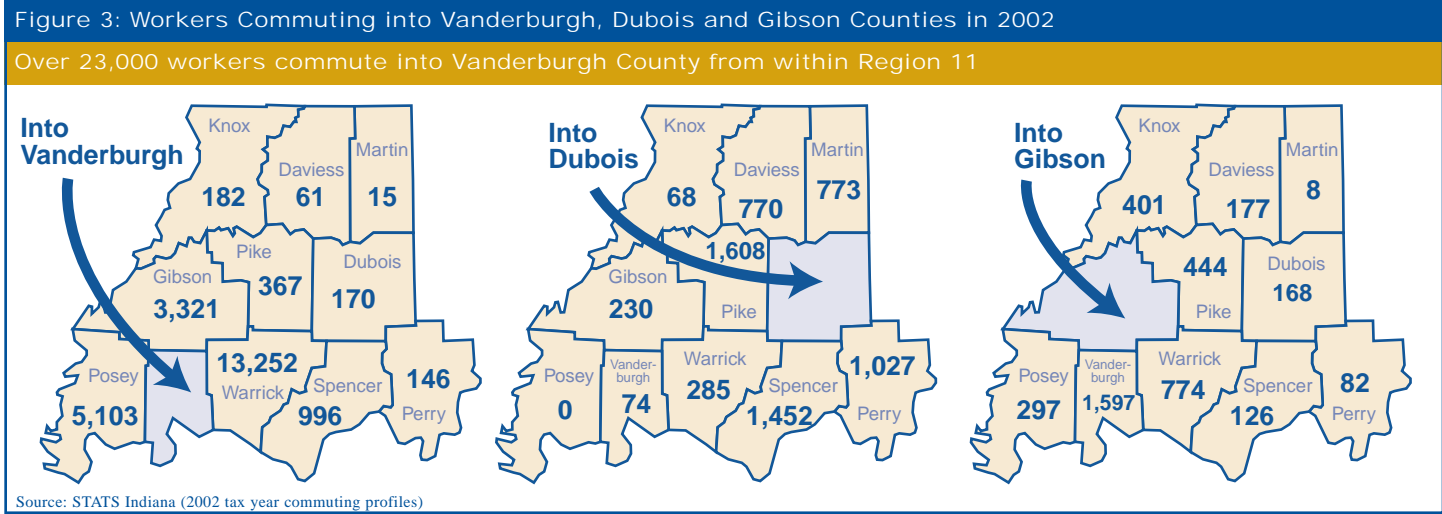 Figure 3: Workers Commuting into Vanderburgh, Dubois and Gibson Counties in 2002
Over 23,000 workers commute into Vanderburgh County from within Region 11
Into
Vanderburgh
Knox
182
Daviess
61
Martin
15
Gibson
3,321
Pike
367
Dubois
170
Posey
5,103
13,252
Warrick
Spencer
996
146
Perry
Into
Dubois
Knox
68
Daviess
770
Martin
773
Gibson
230
1,608
Pike
Posey
0
Vander-
burgh
74
Warrick
285
Spencer
1,452
1,027
Perry
Into
Gibson
Knox
401
Daviess
177
Martin
8
444
Pike
Dubois
168
Posey
297
Vander-
burgh
1,597
Warrick
774
Spencer
126
82
Perry
Source: STATS Indiana (2002 tax year commuting profiles)